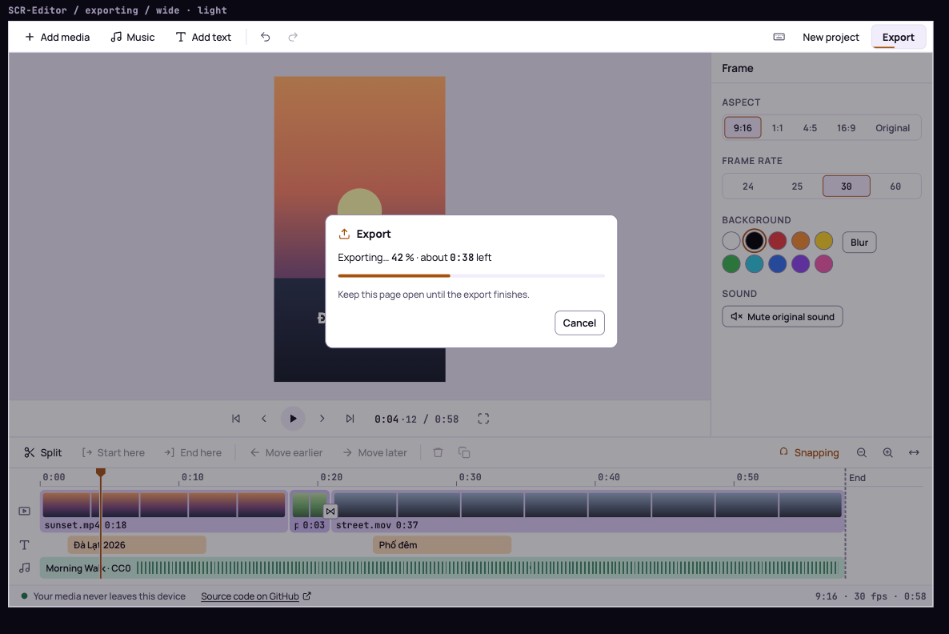 SCR-Editor / exporting / wide · light
Add media
Music
Add text
New project
Export
Frame
ASPECT
9:16 1:1 4:5 16:9 Original
FRAME RATE
24 25 30 60
BACKGROUND
Blur
SOUND
Mute original sound
Export
Exporting… 42 % · about 0:38 left
Keep this page open until the export finishes.
Cancel
0:04·12 / 0:58
Split
Start here
End here
Move earlier
Move later
Snapping
0:00 0:10 0:20 0:30 0:40 0:50 End
sunset.mp4 0:18
0:03
street.mov 0:37
Đà Lạt 2026
Phố đêm
Morning Walk · CC0
Your media never leaves this device
Source code on GitHub
9:16 · 30 fps · 0:58